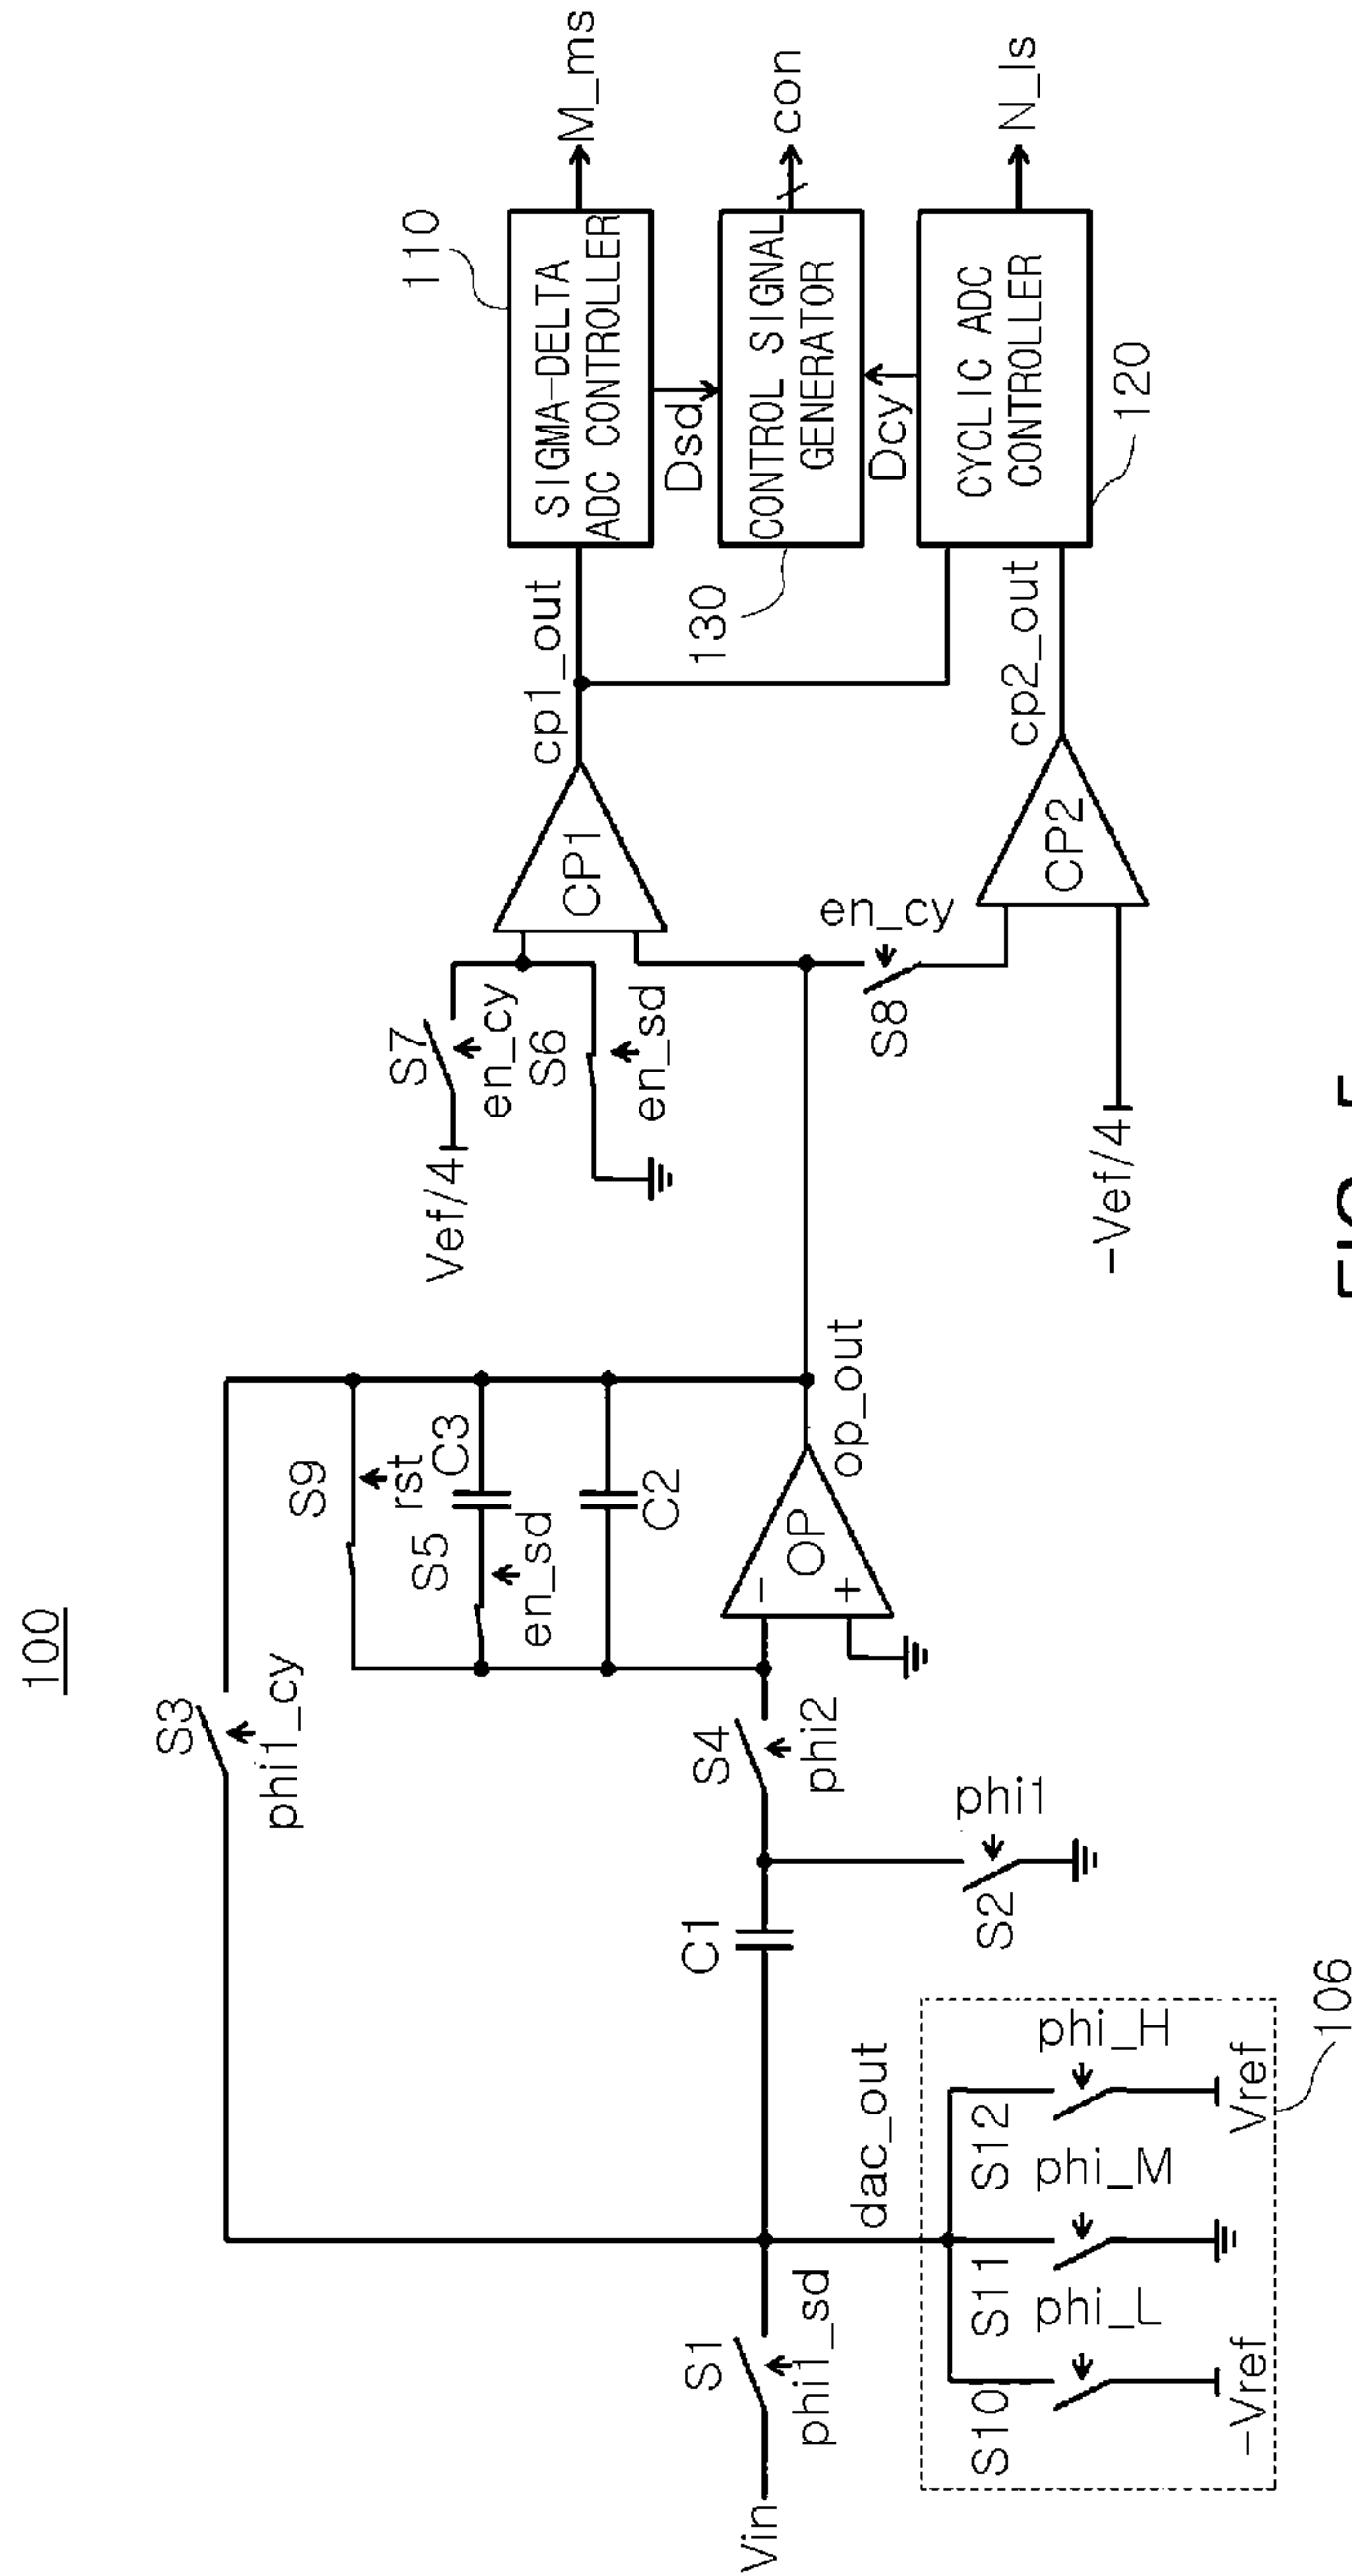 100
S3
phi1_cy
S9
rst
S5
en_sd
C3
C2
S7
en_cy
Vef/4
S6
en_sd
CP1
cp1_out
110
SIGMA-DELTA
ADC CONTROLLER
M_ms
Dsd
130
CONTROL SIGNAL
GENERATOR
con
Dcy
CYCLIC ADC
CONTROLLER
120
N_ls
Vin
S1
phi1_sd
C1
S4
phi2
-
+
OP
op_out
en_cy
S8
CP2
cp2_out
-Vef/4
phi1
S2
dac_out
S10
phi_L
-Vref
S11
phi_M
S12
phi_H
Vref
106